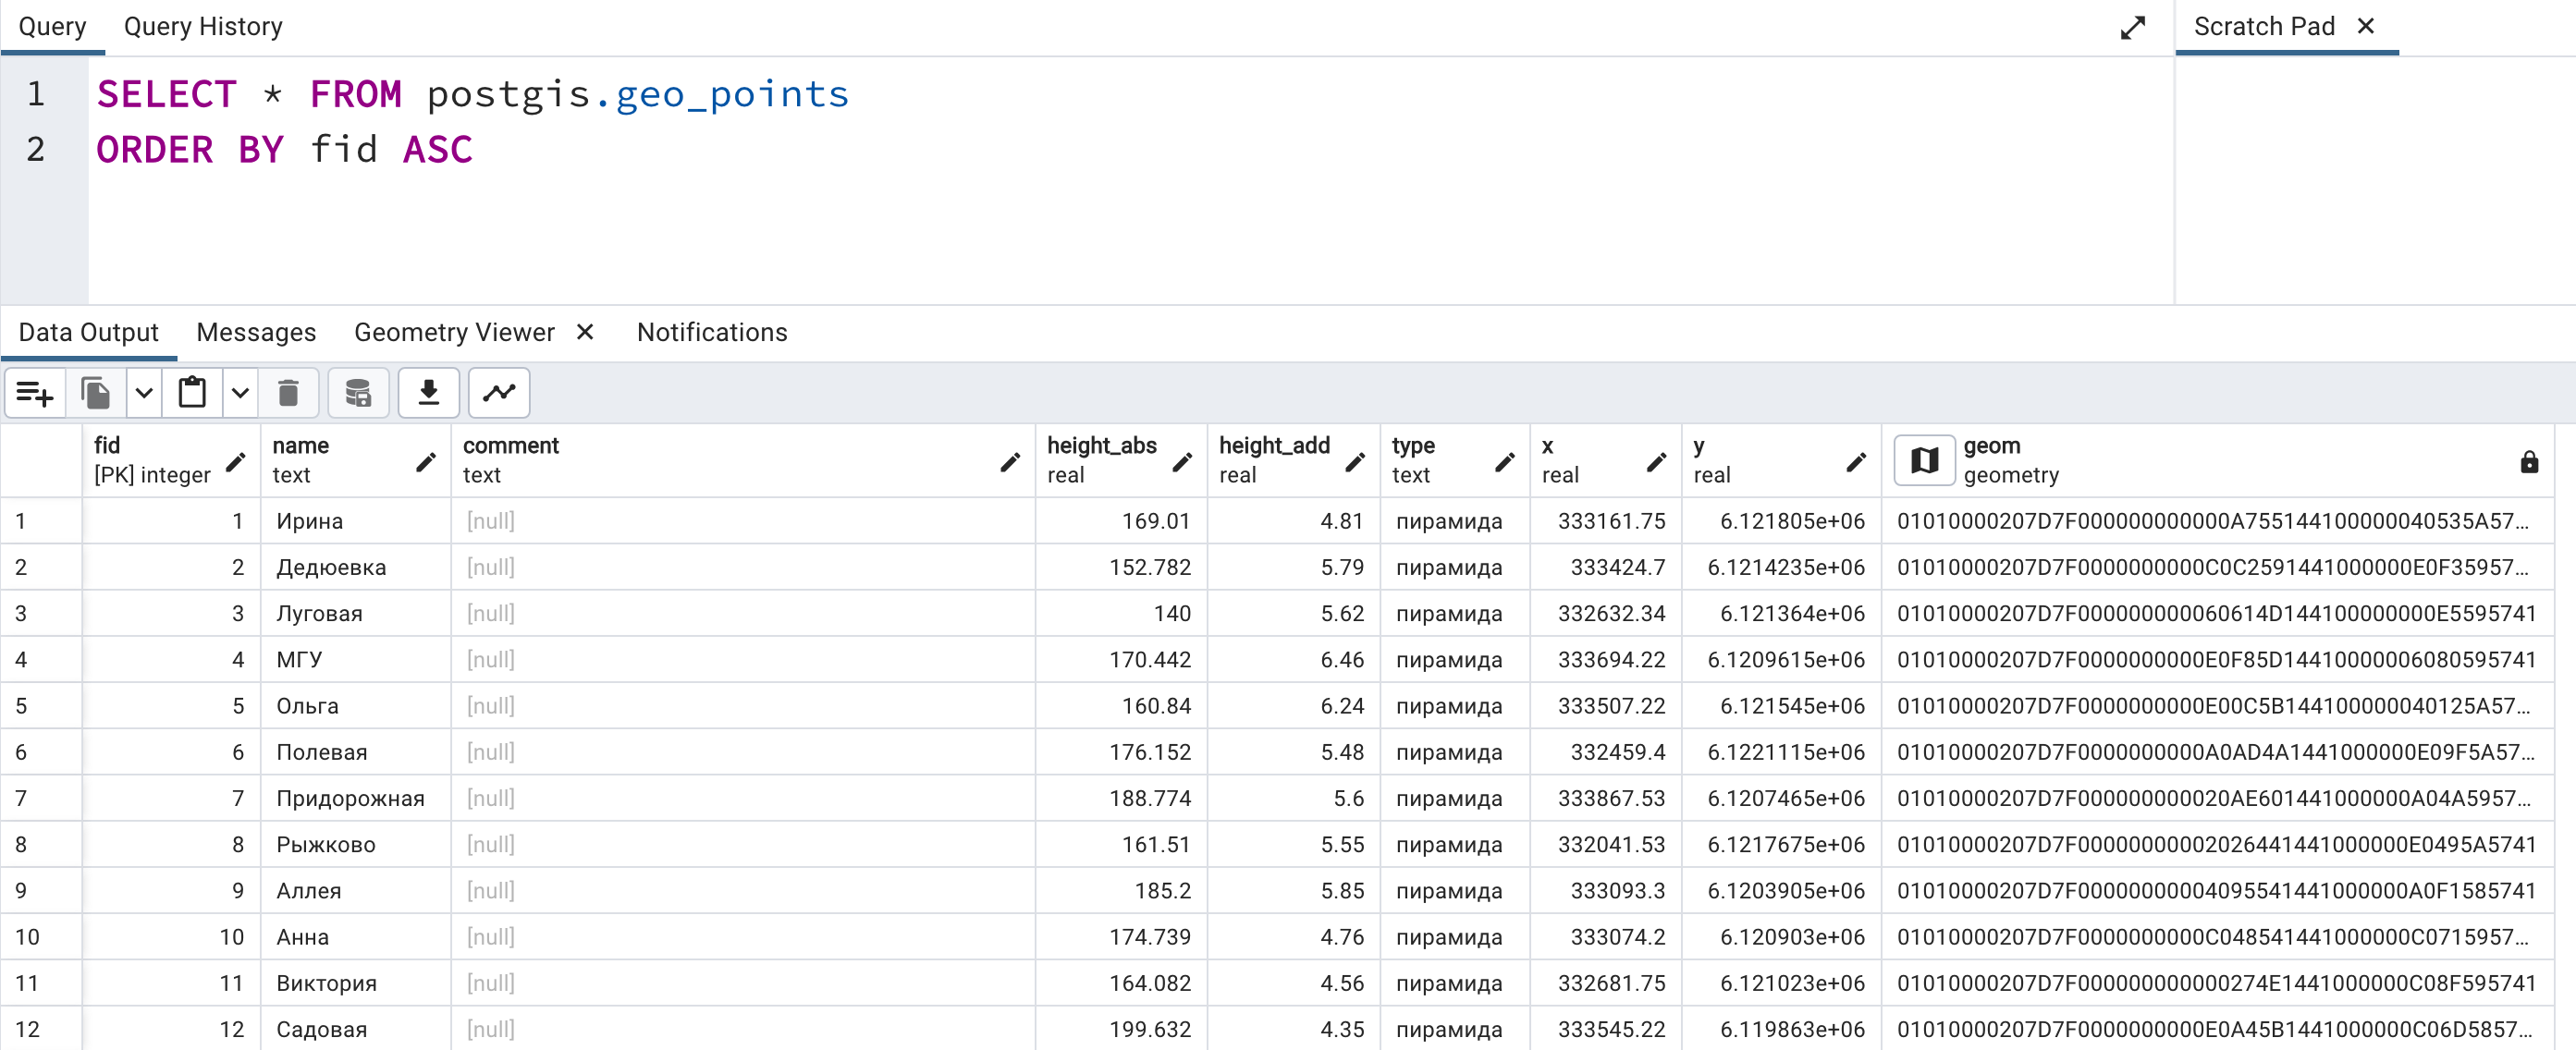 Query Query History Scratch Pad
1 SELECT * FROM postgis.geo_points
2 ORDER BY fid ASC
Data Output Messages Geometry Viewer Notifications
fid name comment height_abs height_add type x y geom
[PK] integer text text real real text real real geometry
1 1 Ирина [null] 169.01 4.81 пирамида 333161.75 6.121805e+06 01010000207D7F000000000000A755144100000040535A57…
2 2 Дедюевка [null] 152.782 5.79 пирамида 333424.7 6.1214235e+06 01010000207D7F0000000000C0C2591441000000E0F35957…
3 3 Луговая [null] 140 5.62 пирамида 332632.34 6.121364e+06 01010000207D7F000000000060614D144100000000E5595741
4 4 МГУ [null] 170.442 6.46 пирамида 333694.22 6.1209615e+06 01010000207D7F0000000000E0F85D14410000006080595741
5 5 Ольга [null] 160.84 6.24 пирамида 333507.22 6.121545e+06 01010000207D7F0000000000E00C5B144100000040125A57…
6 6 Полевая [null] 176.152 5.48 пирамида 332459.4 6.1221115e+06 01010000207D7F0000000000A0AD4A1441000000E09F5A57…
7 7 Придорожная [null] 188.774 5.6 пирамида 333867.53 6.1207465e+06 01010000207D7F000000000020AE601441000000A04A5957…
8 8 Рыжково [null] 161.51 5.55 пирамида 332041.53 6.1217675e+06 01010000207D7F00000000002026441441000000E0495A5741
9 9 Аллея [null] 185.2 5.85 пирамида 333093.3 6.1203905e+06 01010000207D7F00000000004095541441000000A0F1585741
10 10 Анна [null] 174.739 4.76 пирамида 333074.2 6.120903e+06 01010000207D7F0000000000C048541441000000C0715957…
11 11 Виктория [null] 164.082 4.56 пирамида 332681.75 6.121023e+06 01010000207D7F000000000000274E1441000000C08F595741
12 12 Садовая [null] 199.632 4.35 пирамида 333545.22 6.119863e+06 01010000207D7F0000000000E0A45B1441000000C06D5857…